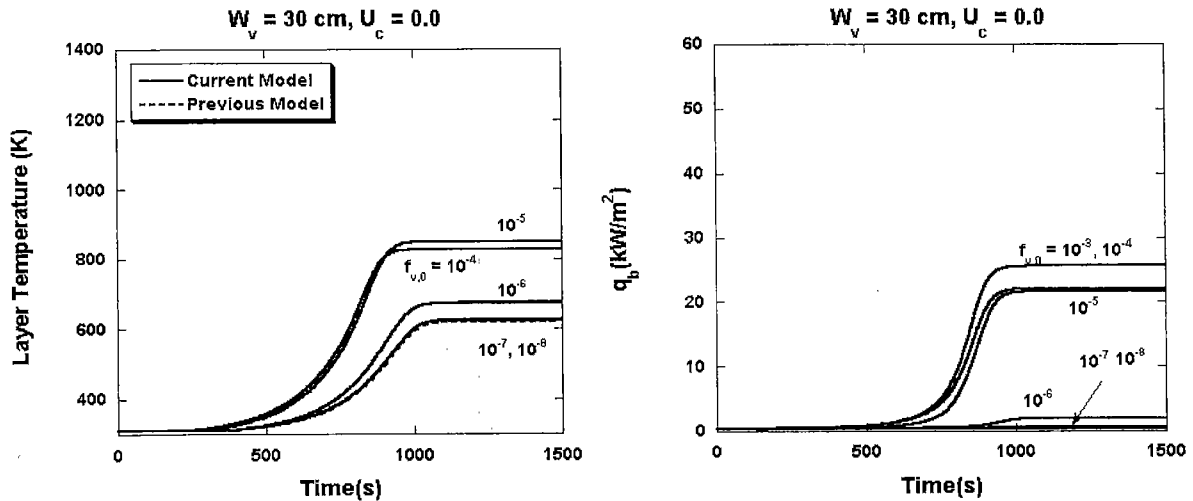 W_v = 30 cm, U_c = 0.0
1400
1200
1000
800
600
400
Layer Temperature (K)
Current Model
Previous Model
10^-5
f_v,0 = 10^-4
10^-6
10^-7, 10^-8
0
500
1000
1500
Time(s)
W_v = 30 cm, U_c = 0.0
60
50
40
30
20
10
0
q_b(kW/m^2)
f_v,0 = 10^-3, 10^-4
10^-5
10^-7 10^-8
10^-6
0
500
1000
1500
Time(s)